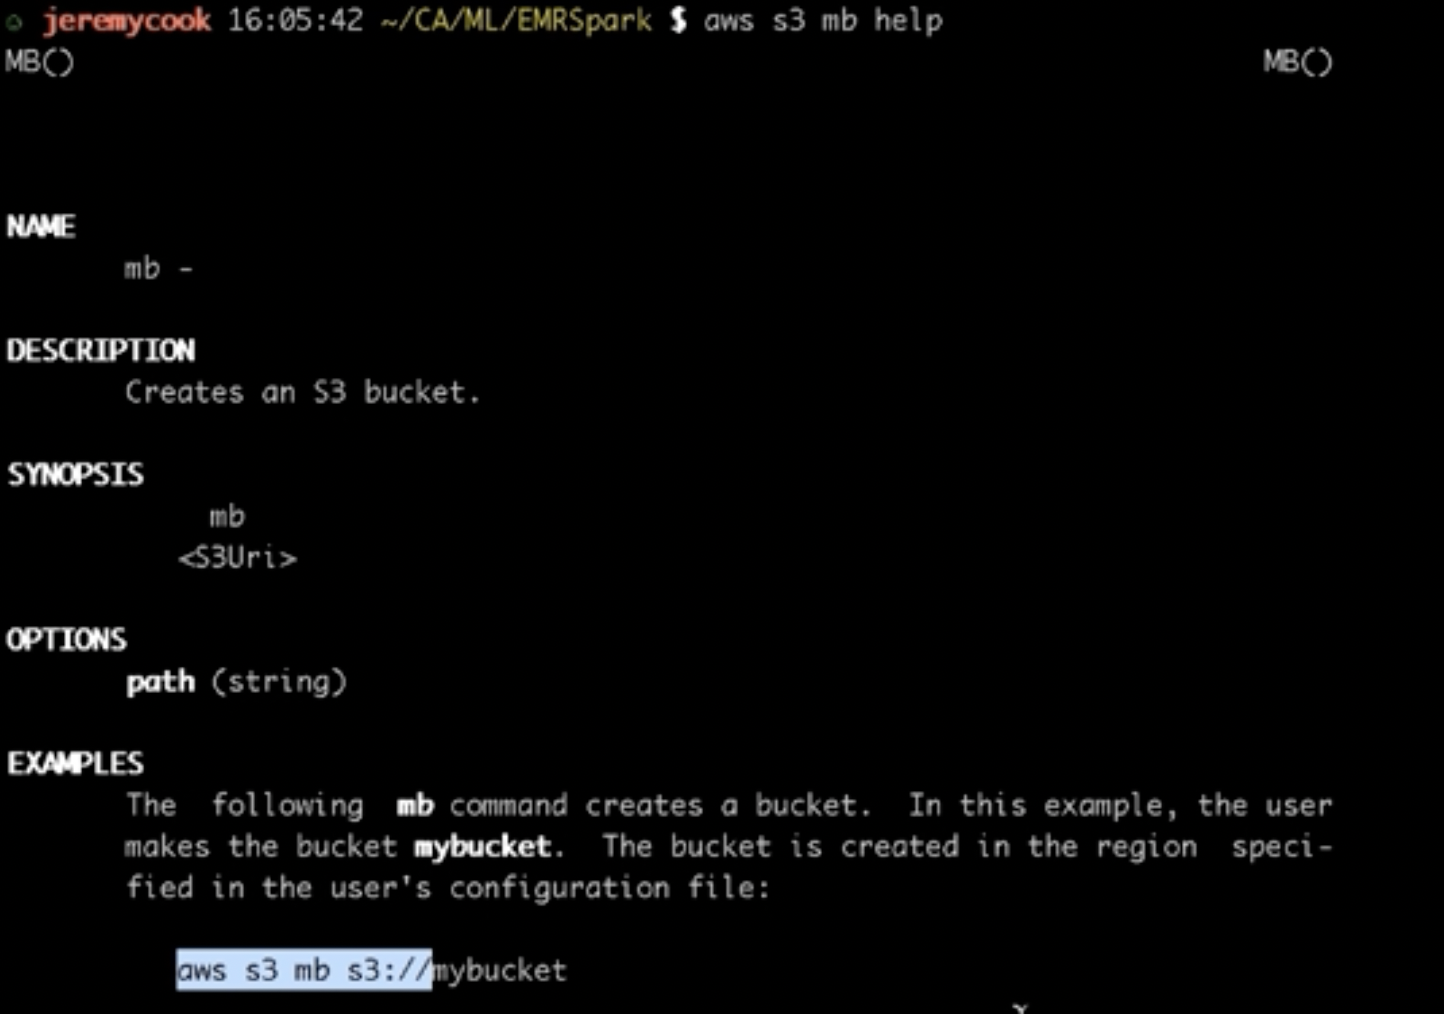 jeremycook 16:05:42 ~/CA/ML/EMRSpark $ aws s3 mb help
MB() MB()
NAME
mb -
DESCRIPTION
Creates an S3 bucket.
SYNOPSIS
mb
<S3Uri>
OPTIONS
path (string)
EXAMPLES
The following mb command creates a bucket. In this example, the user
makes the bucket mybucket. The bucket is created in the region speci-
fied in the user's configuration file:
aws s3 mb s3://mybucket